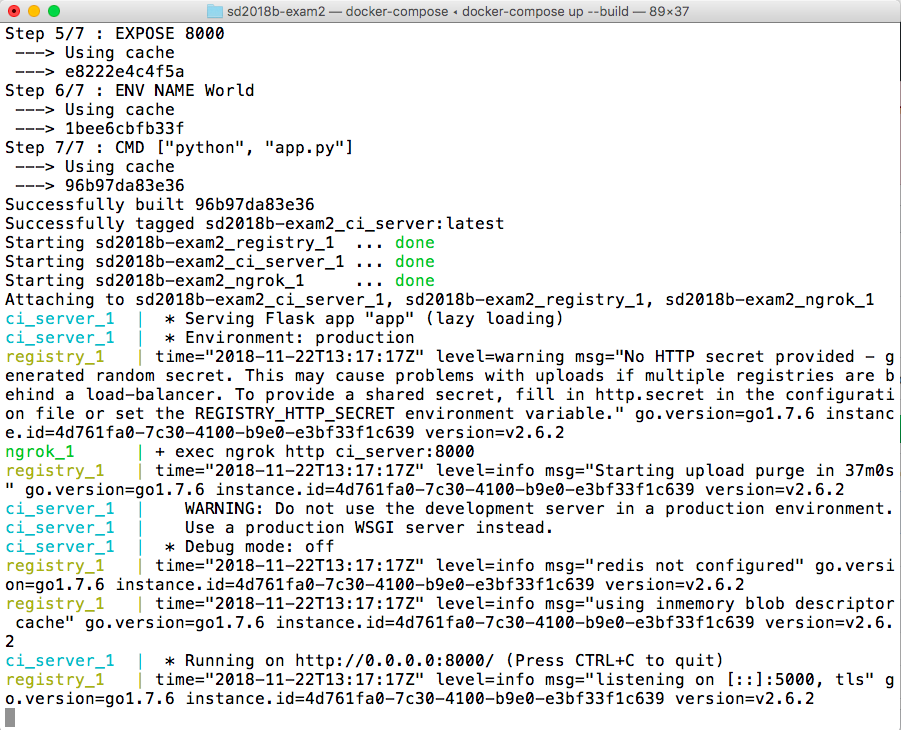 sd2018b-exam2 — docker-compose ◂ docker-compose up --build — 89×37
Step 5/7 : EXPOSE 8000
 ---> Using cache
 ---> e8222e4c4f5a
Step 6/7 : ENV NAME World
 ---> Using cache
 ---> 1bee6cbfb33f
Step 7/7 : CMD ["python", "app.py"]
 ---> Using cache
 ---> 96b97da83e36
Successfully built 96b97da83e36
Successfully tagged sd2018b-exam2_ci_server:latest
Starting sd2018b-exam2_registry_1  ... done
Starting sd2018b-exam2_ci_server_1 ... done
Starting sd2018b-exam2_ngrok_1     ... done
Attaching to sd2018b-exam2_ci_server_1, sd2018b-exam2_registry_1, sd2018b-exam2_ngrok_1
ci_server_1  |  * Serving Flask app "app" (lazy loading)
ci_server_1  |  * Environment: production
registry_1   | time="2018-11-22T13:17:17Z" level=warning msg="No HTTP secret provided - g
enerated random secret. This may cause problems with uploads if multiple registries are b
ehind a load-balancer. To provide a shared secret, fill in http.secret in the configurati
on file or set the REGISTRY_HTTP_SECRET environment variable." go.version=go1.7.6 instanc
e.id=4d761fa0-7c30-4100-b9e0-e3bf33f1c639 version=v2.6.2
ngrok_1      | + exec ngrok http ci_server:8000
registry_1   | time="2018-11-22T13:17:17Z" level=info msg="Starting upload purge in 37m0s
" go.version=go1.7.6 instance.id=4d761fa0-7c30-4100-b9e0-e3bf33f1c639 version=v2.6.2
ci_server_1  |    WARNING: Do not use the development server in a production environment.
ci_server_1  |    Use a production WSGI server instead.
ci_server_1  |  * Debug mode: off
registry_1   | time="2018-11-22T13:17:17Z" level=info msg="redis not configured" go.versi
on=go1.7.6 instance.id=4d761fa0-7c30-4100-b9e0-e3bf33f1c639 version=v2.6.2
registry_1   | time="2018-11-22T13:17:17Z" level=info msg="using inmemory blob descriptor
 cache" go.version=go1.7.6 instance.id=4d761fa0-7c30-4100-b9e0-e3bf33f1c639 version=v2.6.
2
ci_server_1  |  * Running on http://0.0.0.0:8000/ (Press CTRL+C to quit)
registry_1   | time="2018-11-22T13:17:17Z" level=info msg="listening on [::]:5000, tls" g
o.version=go1.7.6 instance.id=4d761fa0-7c30-4100-b9e0-e3bf33f1c639 version=v2.6.2